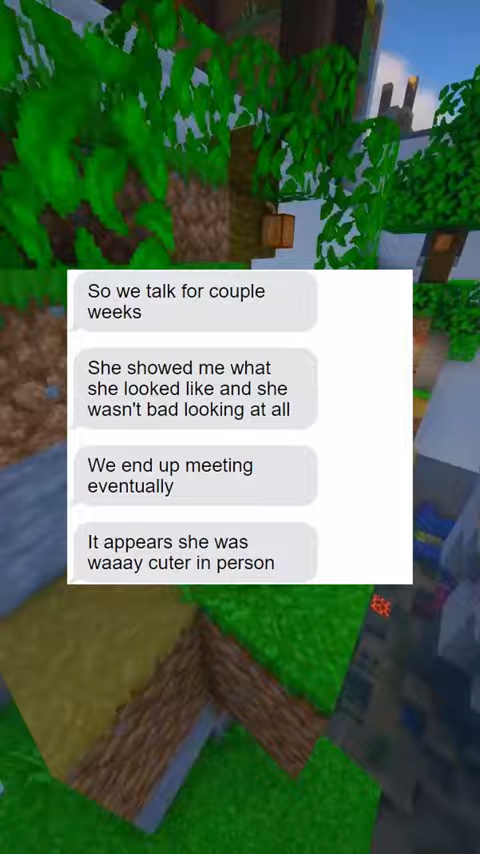 So we talk for couple
weeks
She showed me what
she looked like and she
wasn't bad looking at all
We end up meeting
eventually
It appears she was
waaay cuter in person